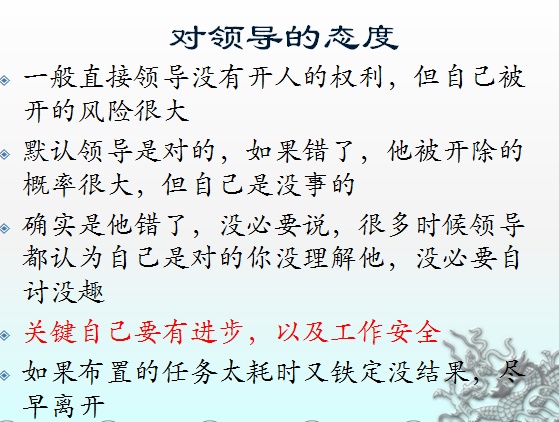 对领导的态度
一般直接领导没有开人的权利，但自己被
开的风险很大
默认领导是对的，如果错了，他被开除的
概率很大，但自己是没事的
确实是他错了，没必要说，很多时候领导
都认为自己是对的你没理解他，没必要自
讨没趣
关键自己要有进步，以及工作安全
如果布置的任务太耗时又铁定没结果，尽
早离开